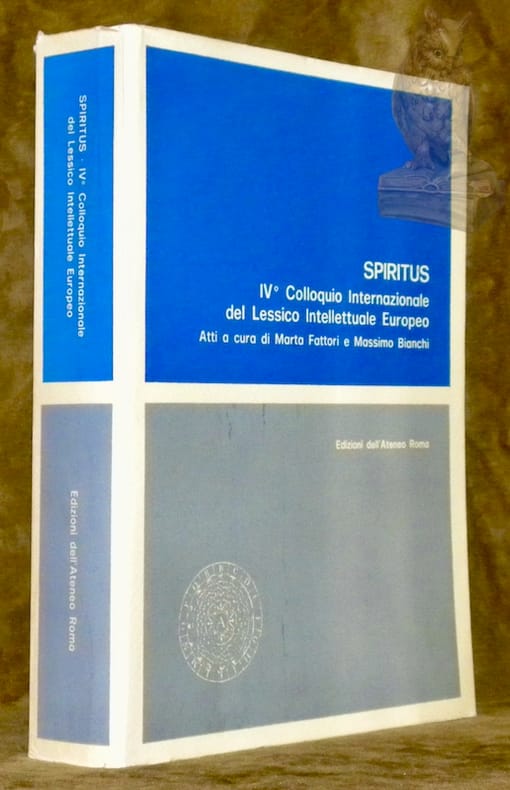 SPIRITUS · IV° Colloquio Internazionale
del Lessico Intellettuale Europeo
Edizioni dell'Ateneo Roma
SPIRITUS
IV° Colloquio Internazionale
del Lessico Intellettuale Europeo
Atti a cura di Marta Fattori e Massimo Bianchi
Edizioni dell'Ateneo Roma